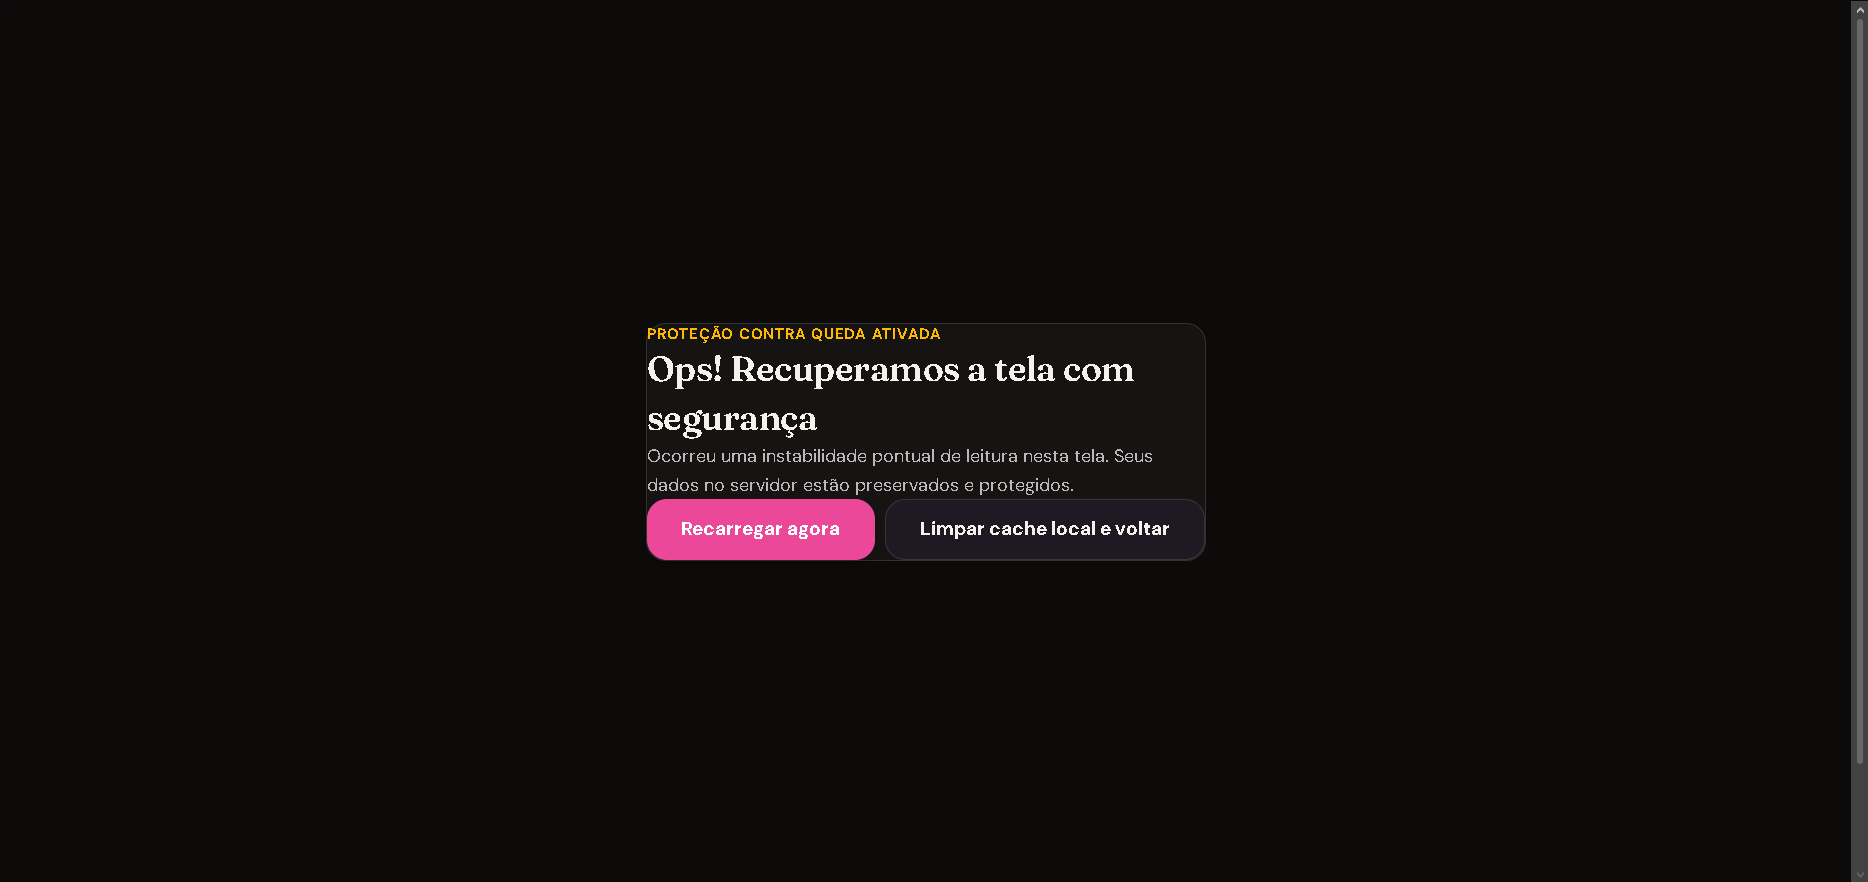 PROTEÇÃO CONTRA QUEDA ATIVADA
Ops! Recuperamos a tela com
segurança
Ocorreu uma instabilidade pontual de leitura nesta tela. Seus
dados no servidor estão preservados e protegidos.
Recarregar agora
Limpar cache local e voltar